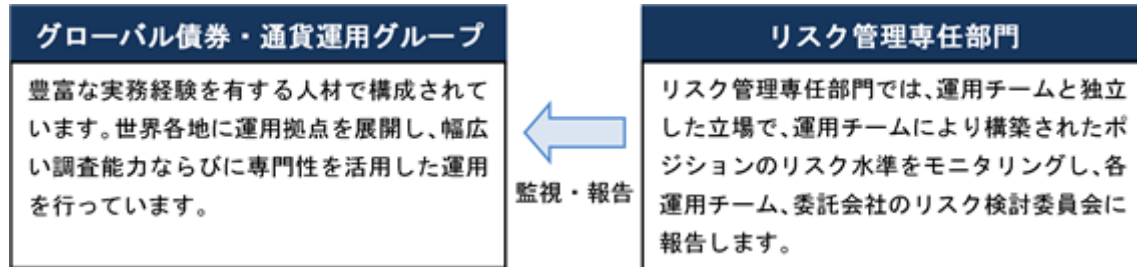 グローバル債券・通貨運用グループ
豊富な実務経験を有する人材で構成されて
います。世界各地に運用拠点を展開し、幅広
い調査能力ならびに専門性を活用した運用
を行っています。
監視・報告
リスク管理専任部門
リスク管理専任部門では、運用チームと独立
した立場で、運用チームにより構築されたポ
ジションのリスク水準をモニタリングし、各
運用チーム、委託会社のリスク検討委員会に
報告します。